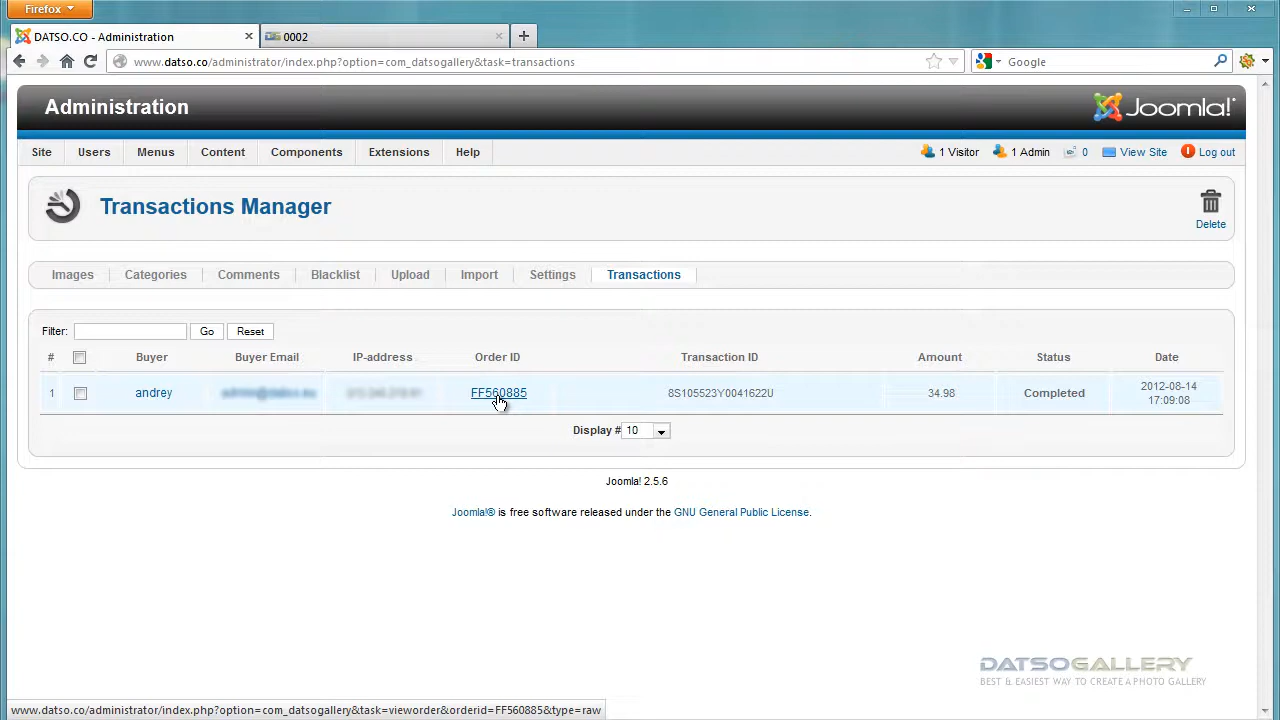 Firefox
DATSO.CO - Administration
0002
www.datso.co/administrator/index.php?option=com_datsogallery&task=transactions
Google
Administration
Joomla!
Site Users Menus Content Components Extensions Help
1 Visitor 1 Admin 0 View Site Log out
Transactions Manager
Delete
Images Categories Comments Blacklist Upload Import Settings Transactions
Filter: Go Reset
# Buyer Buyer Email IP-address Order ID Transaction ID Amount Status Date
1 andrey FF560885 8S105523Y0041622U 34.98 Completed 2012-08-14
17:09:08
Display # 10
Joomla! 2.5.6
Joomla!® is free software released under the GNU General Public License.
DATSOGALLERY
BEST & EASIEST WAY TO CREATE A PHOTO GALLERY
www.datso.co/administrator/index.php?option=com_datsogallery&task=vieworder&orderid=FF560885&type=raw